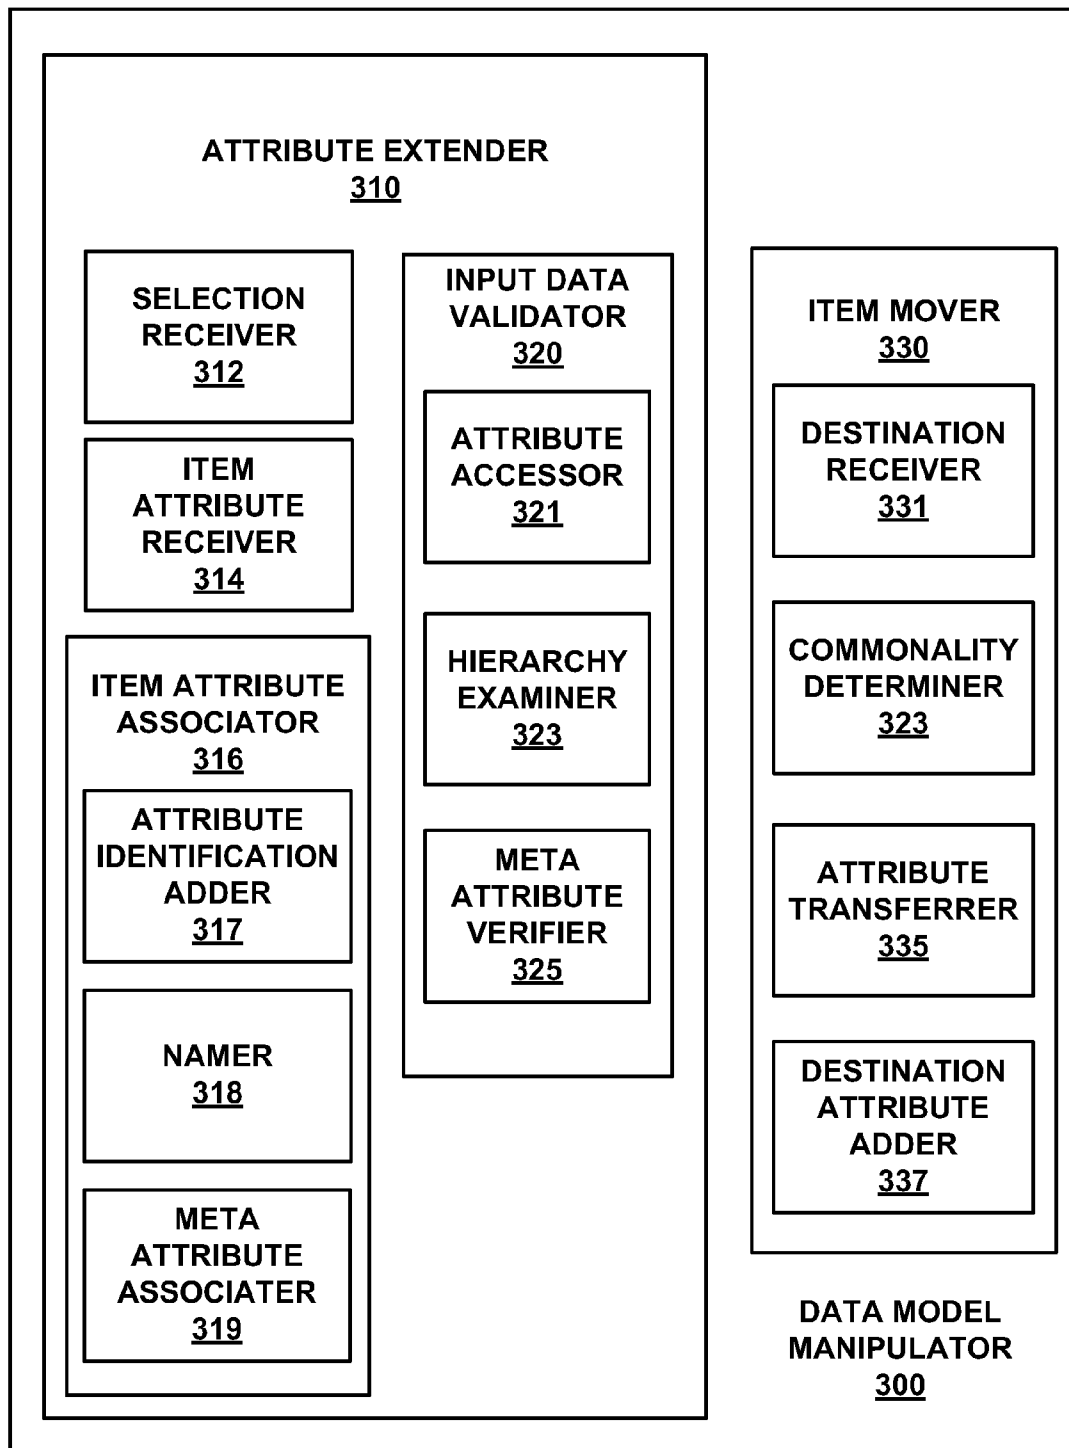 ATTRIBUTE EXTENDER
310
SELECTION
RECEIVER
312
ITEM
ATTRIBUTE
RECEIVER
314
ITEM ATTRIBUTE
ASSOCIATOR
316
ATTRIBUTE
IDENTIFICATION
ADDER
317
NAMER
318
META
ATTRIBUTE
ASSOCIATER
319
INPUT DATA
VALIDATOR
320
ATTRIBUTE
ACCESSOR
321
HIERARCHY
EXAMINER
323
META
ATTRIBUTE
VERIFIER
325
ITEM MOVER
330
DESTINATION
RECEIVER
331
COMMONALITY
DETERMINER
323
ATTRIBUTE
TRANSFERRER
335
DESTINATION
ATTRIBUTE
ADDER
337
DATA MODEL
MANIPULATOR
300